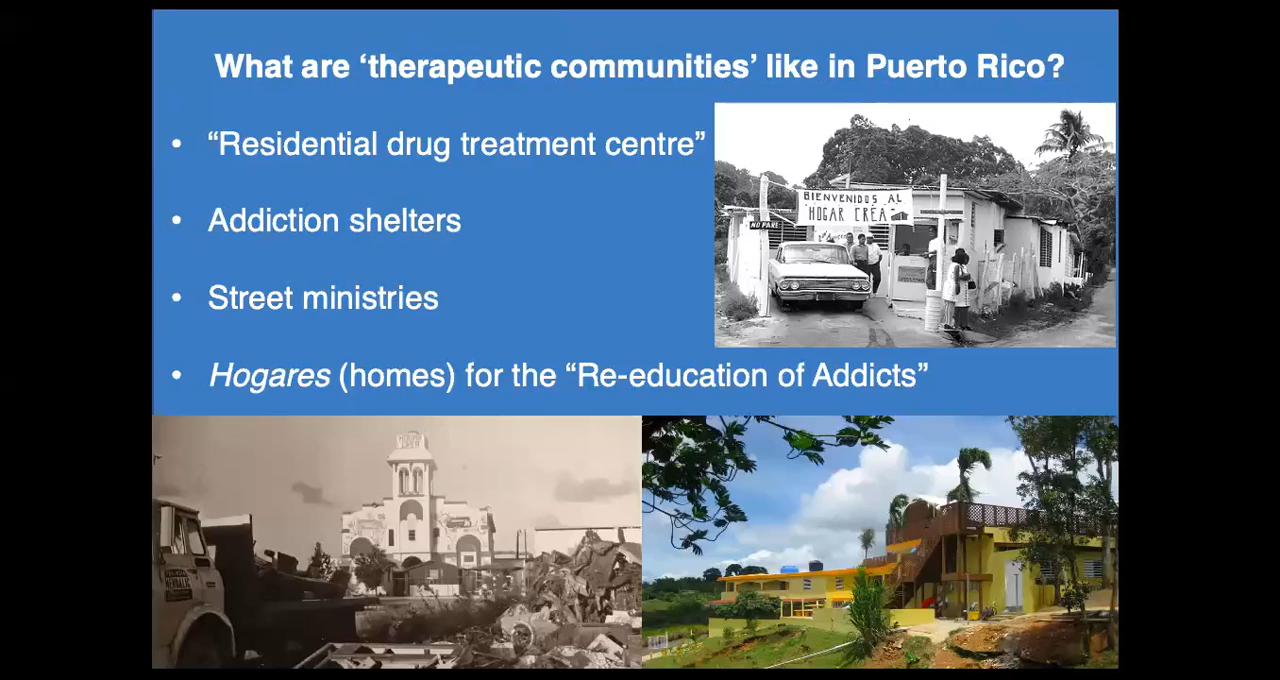 What are ‘therapeutic communities’ like in Puerto Rico?
• “Residential drug treatment centre”
• Addiction shelters
• Street ministries
• Hogares (homes) for the “Re-education of Addicts”
BIENVENIDOS AL
HOGAR CREA
NO PARE